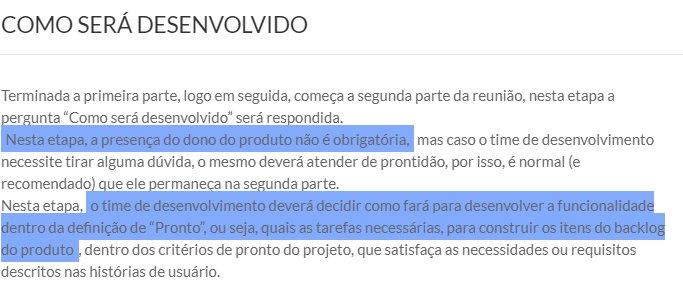 COMO SERÁ DESENVOLVIDO
Terminada a primeira parte, logo em seguida, começa a segunda parte da reunião, nesta etapa a
pergunta “Como será desenvolvido” será respondida.
Nesta etapa, a presença do dono do produto não é obrigatória, mas caso o time de desenvolvimento
necessite tirar alguma dúvida, o mesmo deverá atender de prontidão, por isso, é normal (e
recomendado) que ele permaneça na segunda parte.
Nesta etapa, o time de desenvolvimento deverá decidir como fará para desenvolver a funcionalidade
dentro da definição de “Pronto”, ou seja, quais as tarefas necessárias, para construir os itens do backlog
do produto , dentro dos critérios de pronto do projeto, que satisfaça as necessidades ou requisitos
descritos nas histórias de usuário.